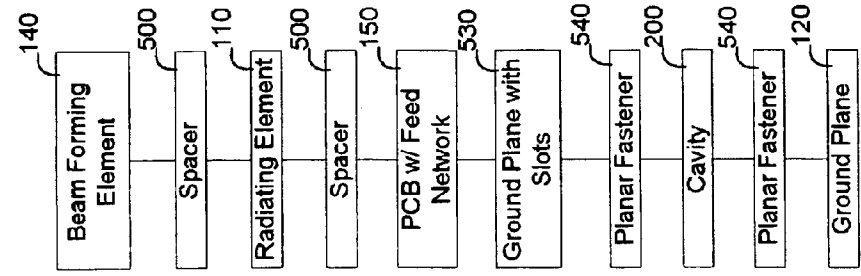 140
Beam Forming
Element
500
Spacer
110
Radiating Element
500
Spacer
150
PCB w/ Feed
Network
530
Ground Plane with
Slots
540
Planar Fastener
200
Cavity
540
Planar Fastener
120
Ground Plane